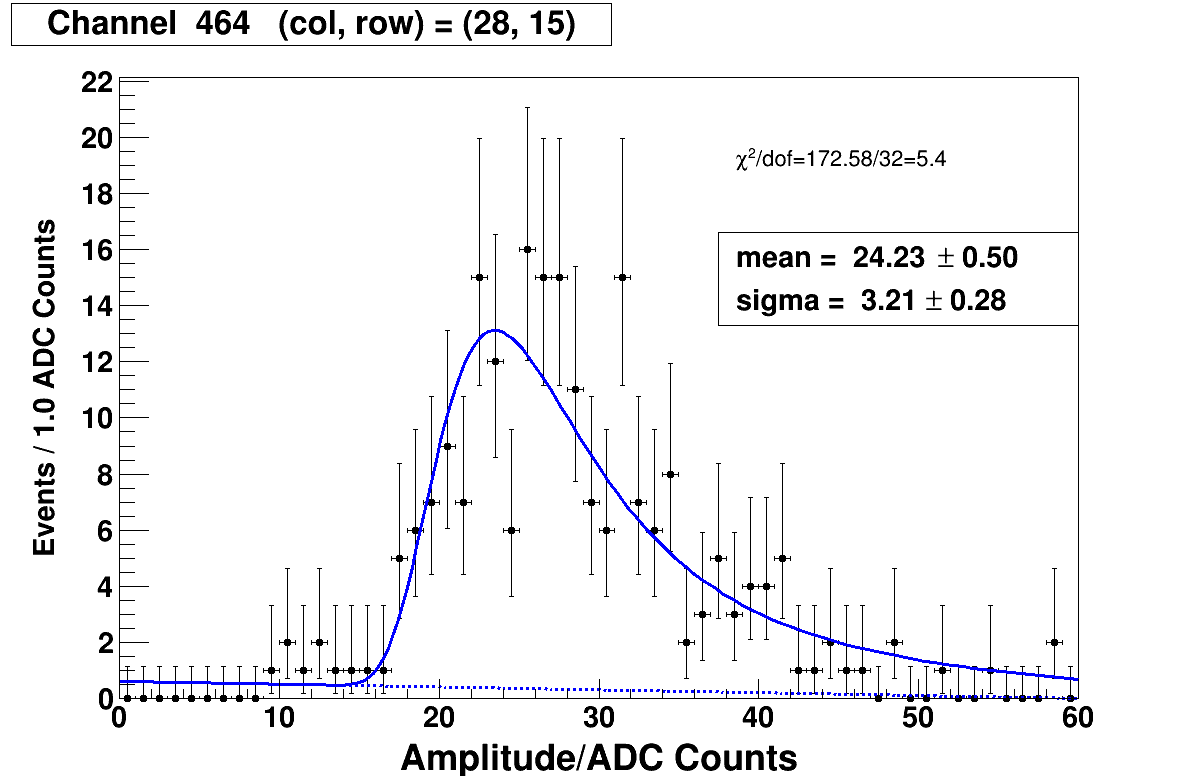 Channel 464 (col, row) = (28, 15)
22
20
18
16
14
12
10
8
6
4
2
0
Events / 1.0 ADC Counts
χ²/dof=172.58/32=5.4
mean = 24.23 ± 0.50
sigma = 3.21 ± 0.28
0 10 20 30 40 50 60
Amplitude/ADC Counts